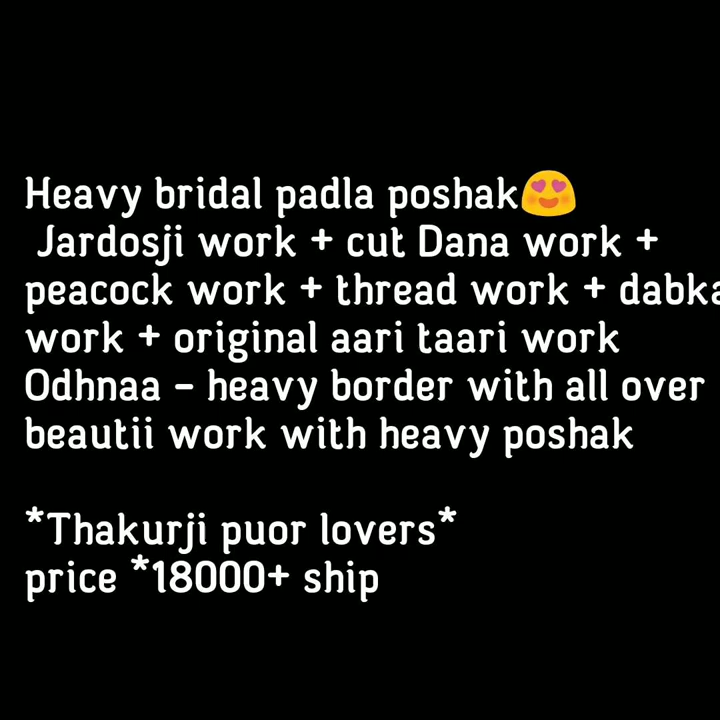 Heavy bridal padla poshak😍
Jardosji work + cut Dana work +
peacock work + thread work + dabka
work + original aari taari work
Odhnaa - heavy border with all over
beautii work with heavy poshak
*Thakurji puor lovers*
price *18000+ ship